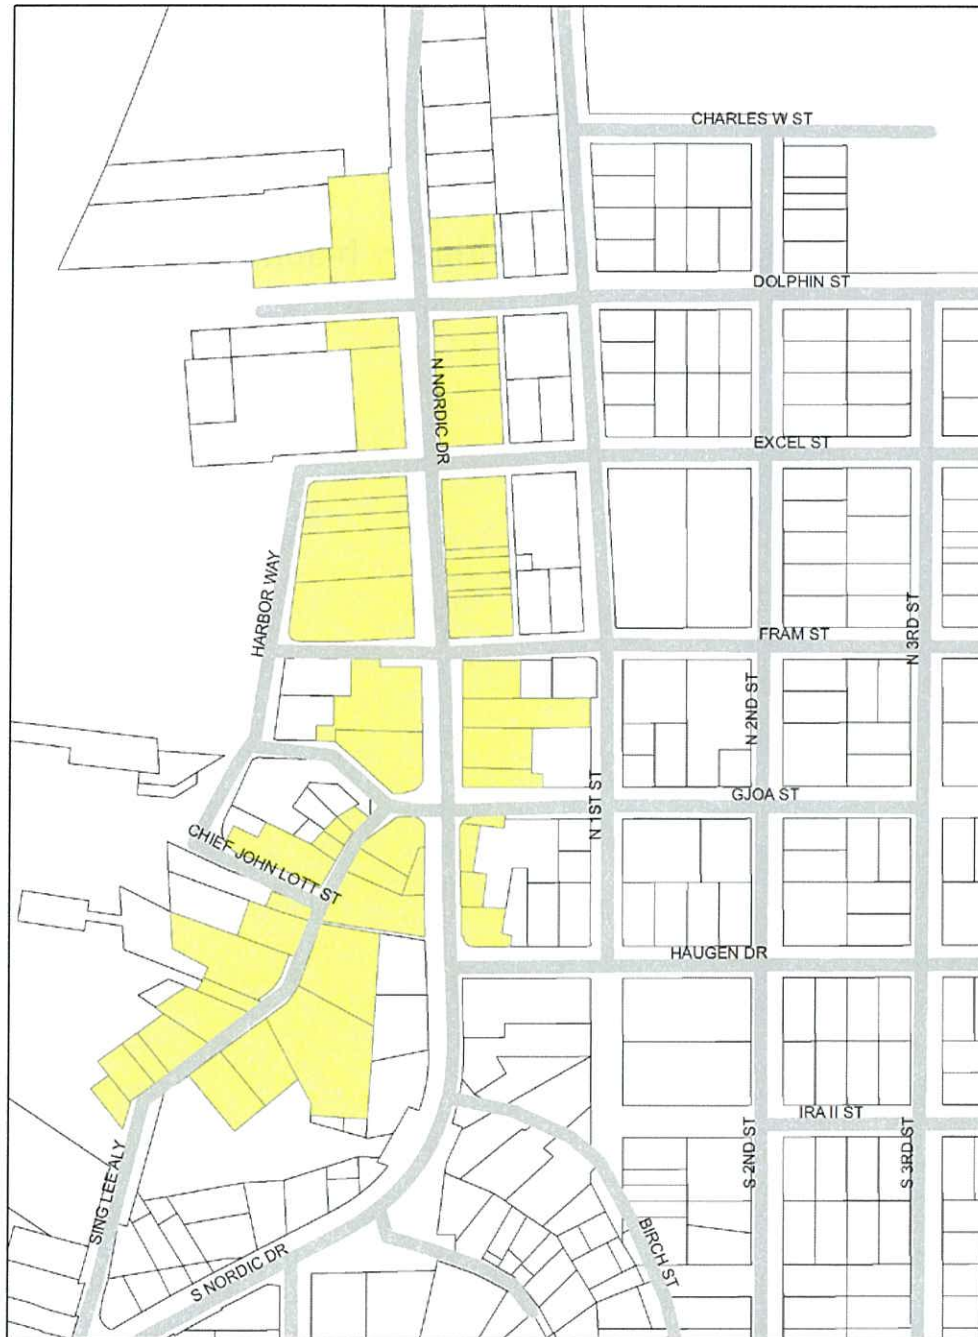 CHARLES W ST
DOLPHIN ST
N NORDIC DR
EXCEL ST
HARBOR WAY
FRAM ST
N 3RD ST
N 2ND ST
GJOA ST
N 1ST ST
CHIEF JOHN LOTT ST
HAUGEN DR
IRA II ST
S 2ND ST
S 3RD ST
SING LEE ALY
BIRCH ST
S NORDIC DR